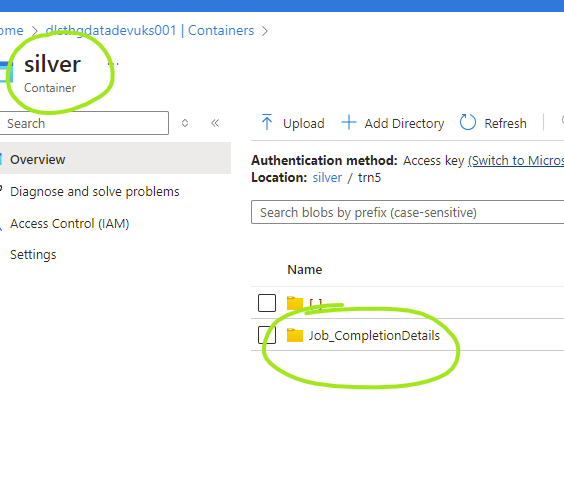 ome > dlsthgdatadevuks001 | Containers >
silver ...
Container
Search
Upload Add Directory Refresh
Overview
Diagnose and solve problems
Access Control (IAM)
Settings
Authentication method: Access key (Switch to Micros
Location: silver / trn5
Search blobs by prefix (case-sensitive)
Name
[..]
Job_CompletionDetails